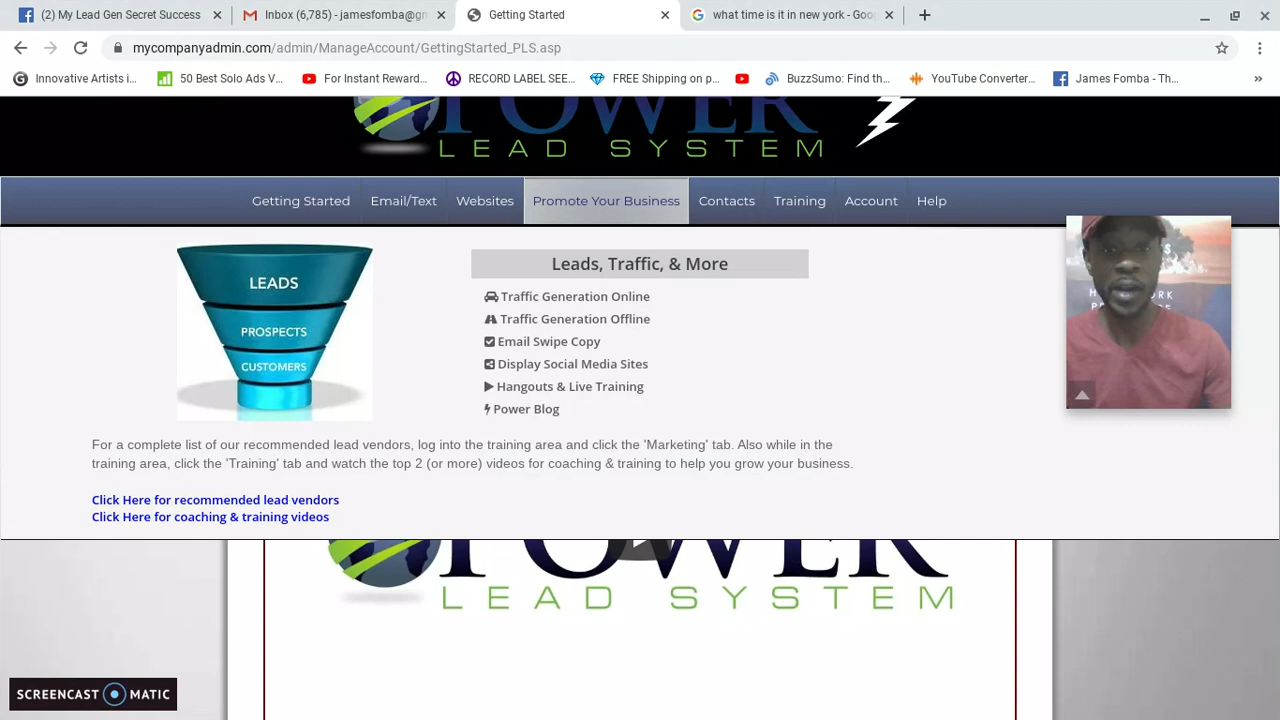 (2) My Lead Gen Secret Success
Inbox (6,785) - jamesfomba@gm
Getting Started
what time is it in new york - Goo
mycompanyadmin.com/admin/ManageAccount/GettingStarted_PLS.asp
Innovative Artists i...
50 Best Solo Ads V...
For Instant Reward...
RECORD LABEL SEE...
FREE Shipping on p...
BuzzSumo: Find th...
YouTube Converter...
James Fomba - Th...
POWER
LEAD SYSTEM
Getting Started
Email/Text
Websites
Promote Your Business
Contacts
Training
Account
Help
LEADS
PROSPECTS
CUSTOMERS
Leads, Traffic, & More
Traffic Generation Online
Traffic Generation Offline
Email Swipe Copy
Display Social Media Sites
Hangouts & Live Training
Power Blog
For a complete list of our recommended lead vendors, log into the training area and click the 'Marketing' tab. Also while in the
training area, click the 'Training' tab and watch the top 2 (or more) videos for coaching & training to help you grow your business.
Click Here for recommended lead vendors
Click Here for coaching & training videos
POWER
LEAD SYSTEM
SCREENCAST MATIC